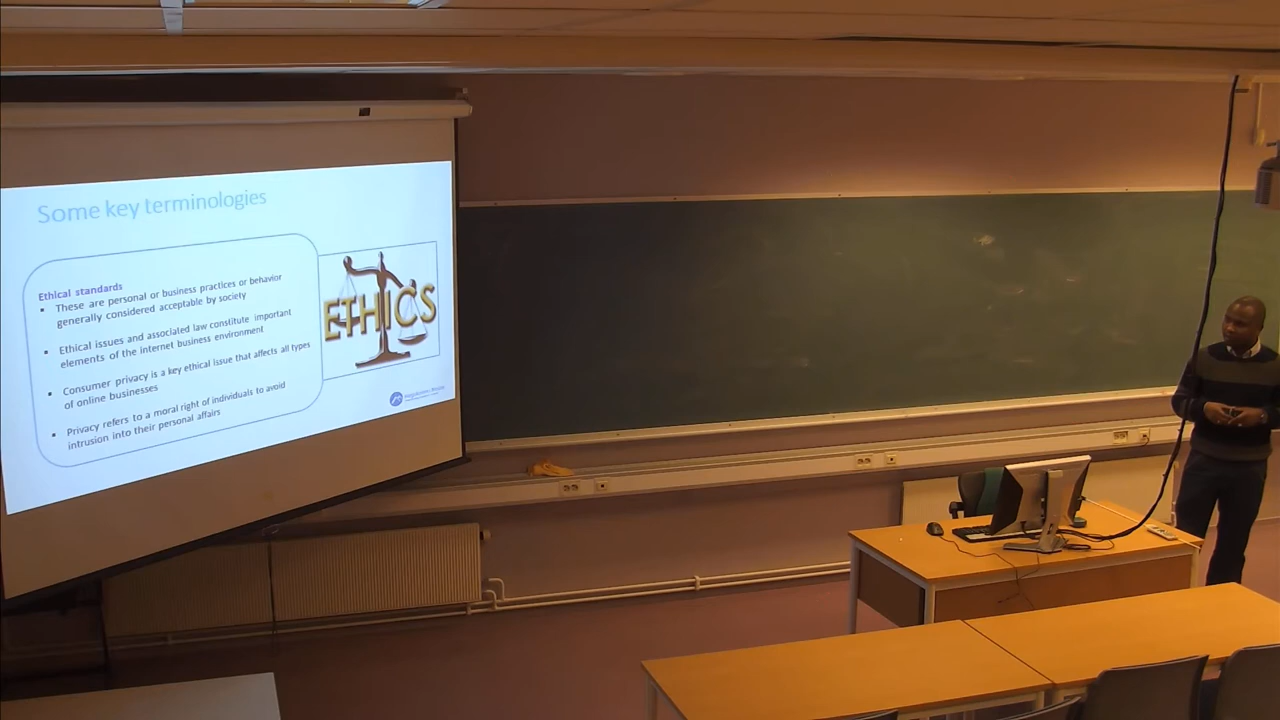 Some key terminologies
Ethical standards
▪ These are personal or business practices or behavior
generally considered acceptable by society
▪ Ethical issues and associated law constitute important
elements of the internet business environment
▪ Consumer privacy is a key ethical issue that affects all types
of online businesses
▪ Privacy refers to a moral right of individuals to avoid
intrusion into their personal affairs
ETHICS